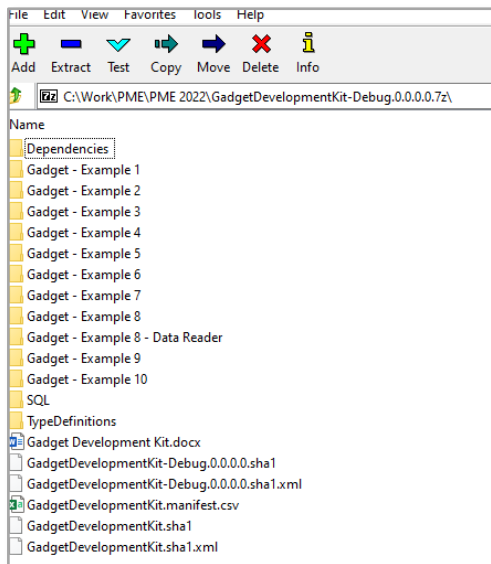 File Edit View Favorites Tools Help
Add Extract Test Copy Move Delete Info
7z C:\Work\PME\PME 2022\GadgetDevelopmentKit-Debug.0.0.0.0.7z\
Name
Dependencies
Gadget - Example 1
Gadget - Example 2
Gadget - Example 3
Gadget - Example 4
Gadget - Example 5
Gadget - Example 6
Gadget - Example 7
Gadget - Example 8
Gadget - Example 8 - Data Reader
Gadget - Example 9
Gadget - Example 10
SQL
TypeDefinitions
Gadget Development Kit.docx
GadgetDevelopmentKit-Debug.0.0.0.0.sha1
GadgetDevelopmentKit-Debug.0.0.0.0.sha1.xml
GadgetDevelopmentKit.manifest.csv
GadgetDevelopmentKit.sha1
GadgetDevelopmentKit.sha1.xml